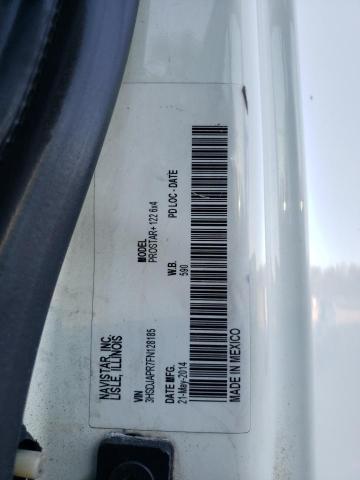 NAVISTAR, INC.
LISLE, ILLINOIS
VIN
3HSDJAPR7FN128185
MODEL
PROSTAR+ 122 6x4
DATE MFG.
21-May-2014
W.B.
590
PD LOC - DATE
MADE IN MEXICO